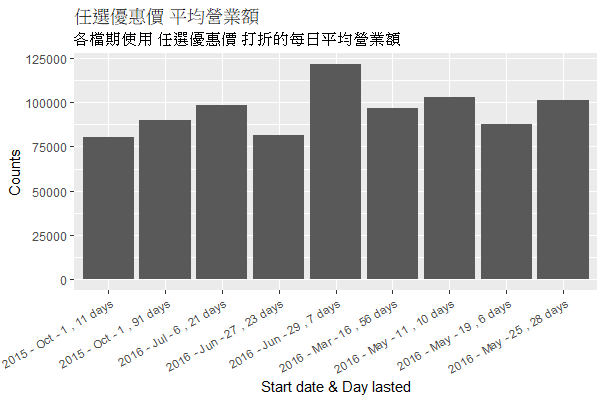 任選優惠價 平均營業額
各檔期使用 任選優惠價 打折的每日平均營業額
125000
100000
75000
50000
25000
0
Counts
2015 - Oct - 1 , 11 days
2015 - Oct - 1 , 91 days
2016 - Jul - 6 , 21 days
2016 - Jun - 27 , 23 days
2016 - Jun - 29 , 7 days
2016 - Mar - 16 , 56 days
2016 - May - 11 , 10 days
2016 - May - 19 , 6 days
2016 - May - 25 , 28 days
Start date & Day lasted